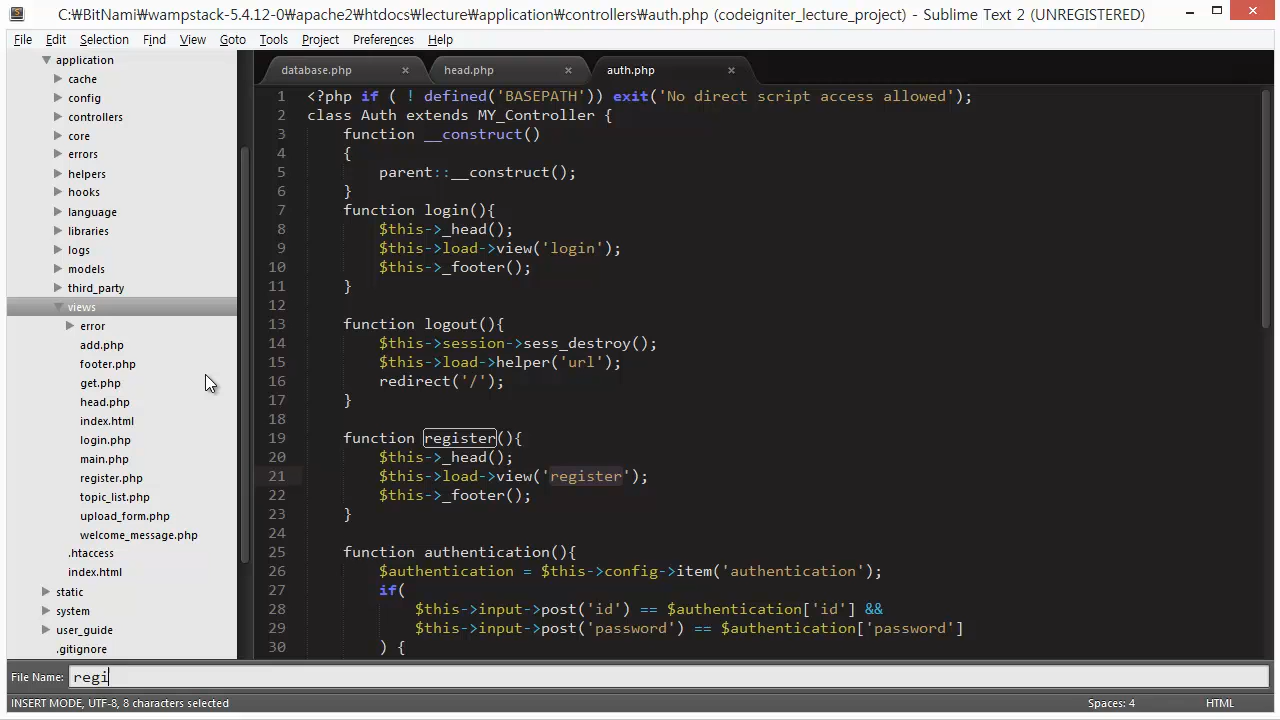 C:₩BitNami₩wampstack-5.4.12-0₩apache2₩htdocs₩lecture₩application₩controllers₩auth.php (codeigniter_lecture_project) - Sublime Text 2 (UNREGISTERED)
File Edit Selection Find View Goto Tools Project Preferences Help
application
cache
config
controllers
core
errors
helpers
hooks
language
libraries
logs
models
third_party
views
error
add.php
footer.php
get.php
head.php
index.html
login.php
main.php
register.php
topic_list.php
upload_form.php
welcome_message.php
.htaccess
index.html
static
system
user_guide
.gitignore
database.php × head.php × auth.php ×
1 <?php if ( ! defined('BASEPATH')) exit('No direct script access allowed');
2 class Auth extends MY_Controller {
3 function __construct()
4 {
5 parent::__construct();
6 }
7 function login(){
8 $this->_head();
9 $this->load->view('login');
10 $this->_footer();
11 }
12
13 function logout(){
14 $this->session->sess_destroy();
15 $this->load->helper('url');
16 redirect('/');
17 }
18
19 function register(){
20 $this->_head();
21 $this->load->view('register');
22 $this->_footer();
23 }
24
25 function authentication(){
26 $authentication = $this->config->item('authentication');
27 if(
28 $this->input->post('id') == $authentication['id'] &&
29 $this->input->post('password') == $authentication['password']
30 ) {
File Name: regi
INSERT MODE, UTF-8, 8 characters selected Spaces: 4 HTML